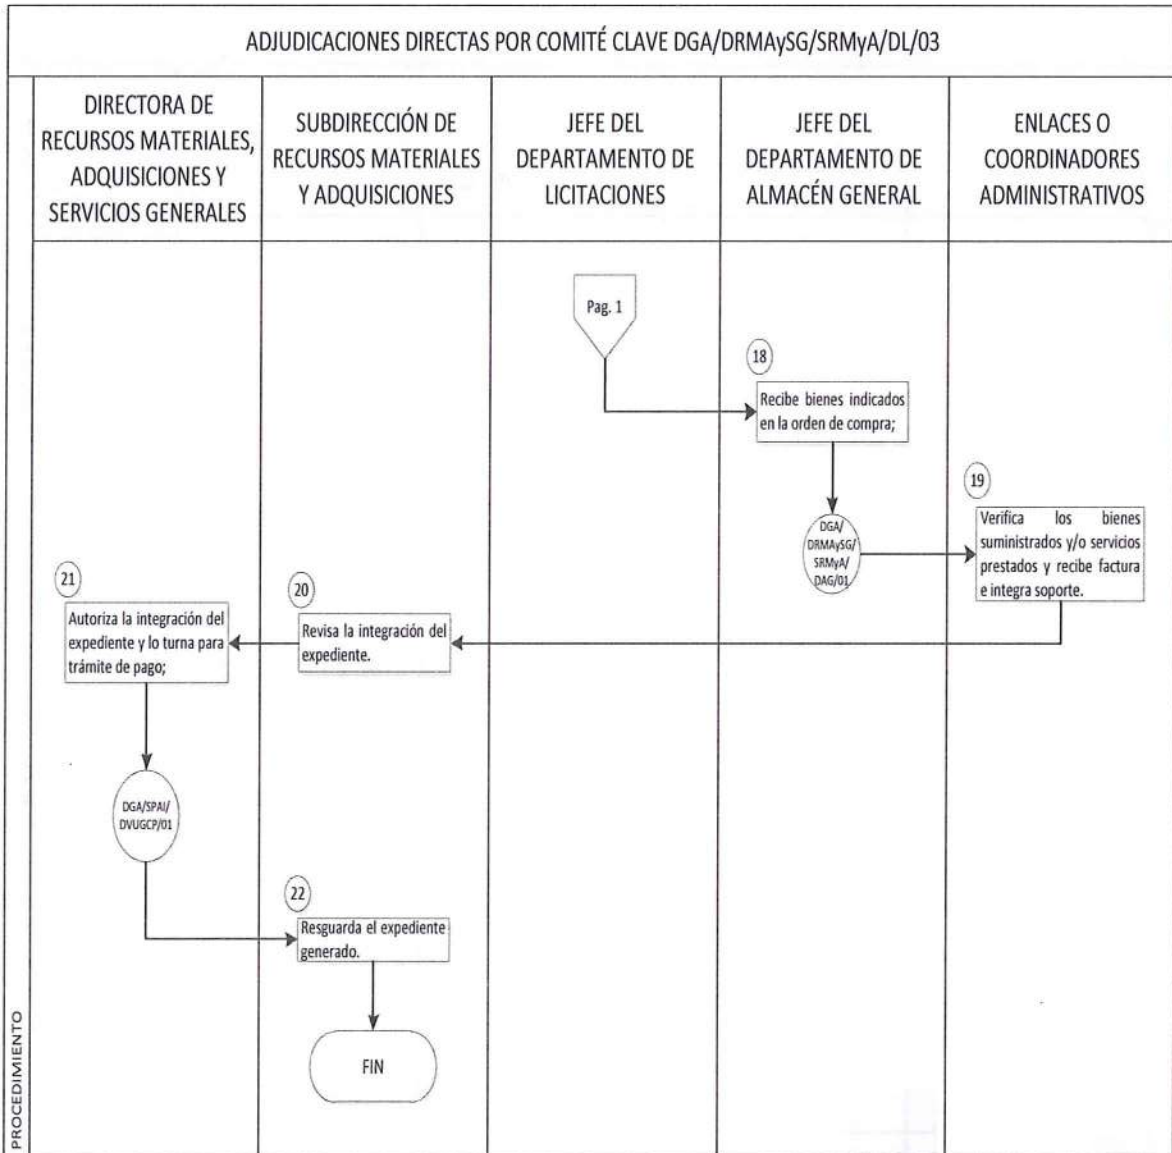 ADJUDICACIONES DIRECTAS POR COMITÉ CLAVE DGA/DRMAySG/SRMyA/DL/03
DIRECTORA DE
RECURSOS MATERIALES,
ADQUISICIONES Y
SERVICIOS GENERALES
SUBDIRECCIÓN DE
RECURSOS MATERIALES
Y ADQUISICIONES
JEFE DEL
DEPARTAMENTO DE
LICITACIONES
JEFE DEL
DEPARTAMENTO DE
ALMACÉN GENERAL
ENLACES O
COORDINADORES
ADMINISTRATIVOS
Pag. 1
18
Recibe bienes indicados
en la orden de compra;
DGA/
DRMAySG/
SRMyA/
DAG/01
19
Verifica los bienes
suministrados y/o servicios
prestados y recibe factura
e integra soporte.
20
Revisa la integración del
expediente.
21
Autoriza la integración del
expediente y lo turna para
trámite de pago;
DGA/SPAI/
DVUGCP/01
22
Resguarda el expediente
generado.
FIN
PROCEDIMIENTO